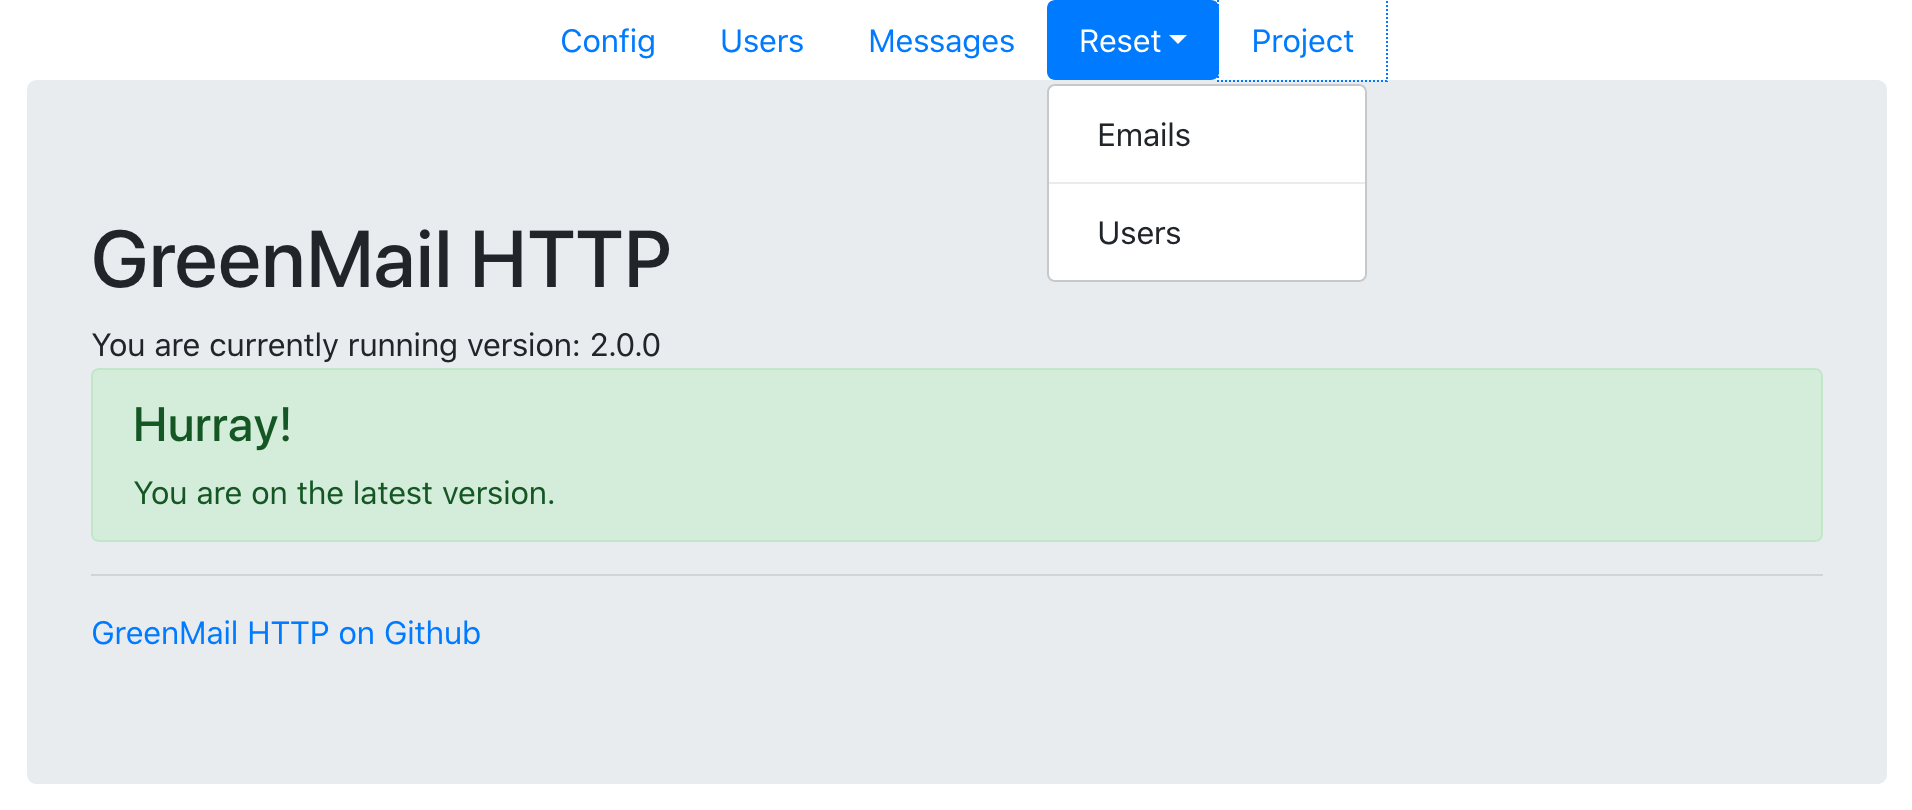 Config Users Messages Reset Project
Emails
Users
GreenMail HTTP
You are currently running version: 2.0.0
Hurray!
You are on the latest version.
GreenMail HTTP on Github